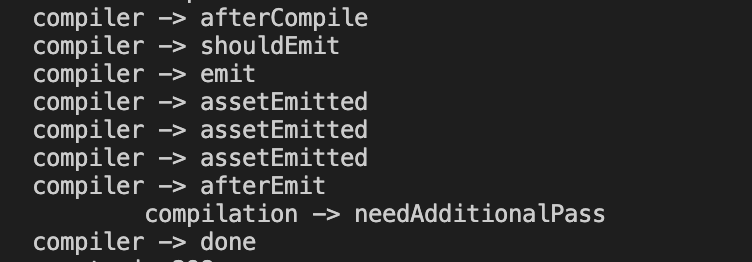 compiler -> afterCompile
compiler -> shouldEmit
compiler -> emit
compiler -> assetEmitted
compiler -> assetEmitted
compiler -> assetEmitted
compiler -> afterEmit
compilation -> needAdditionalPass
compiler -> done